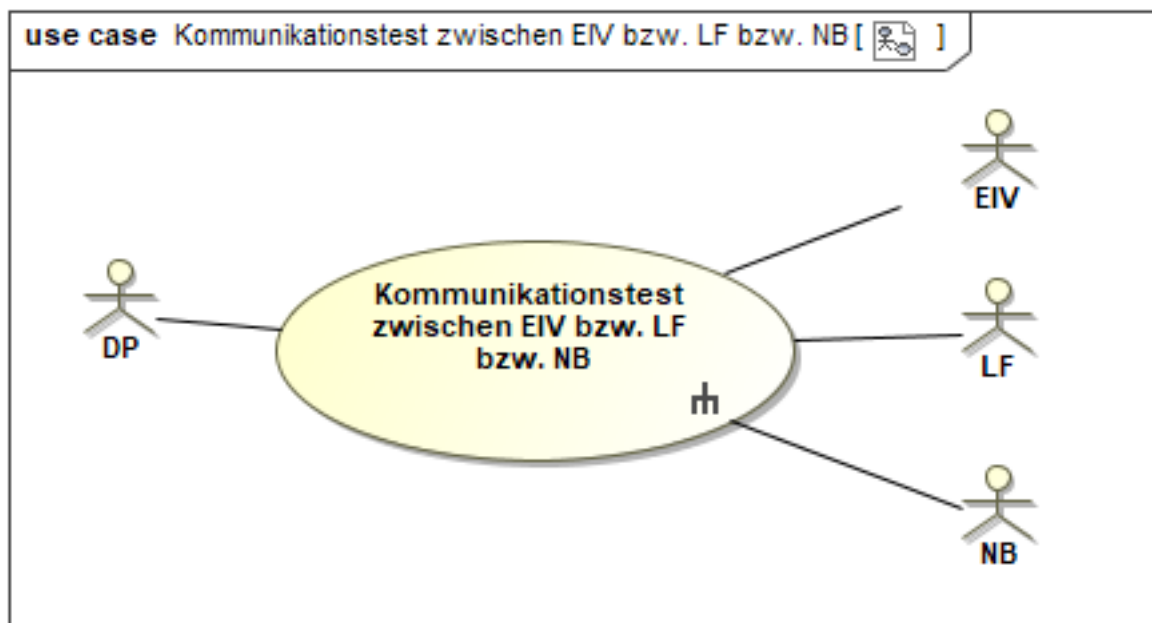 use case Kommunikationstest zwischen EIV bzw. LF bzw. NB [ ]
EIV
Kommunikationstest
zwischen EIV bzw. LF
bzw. NB
DP
LF
NB